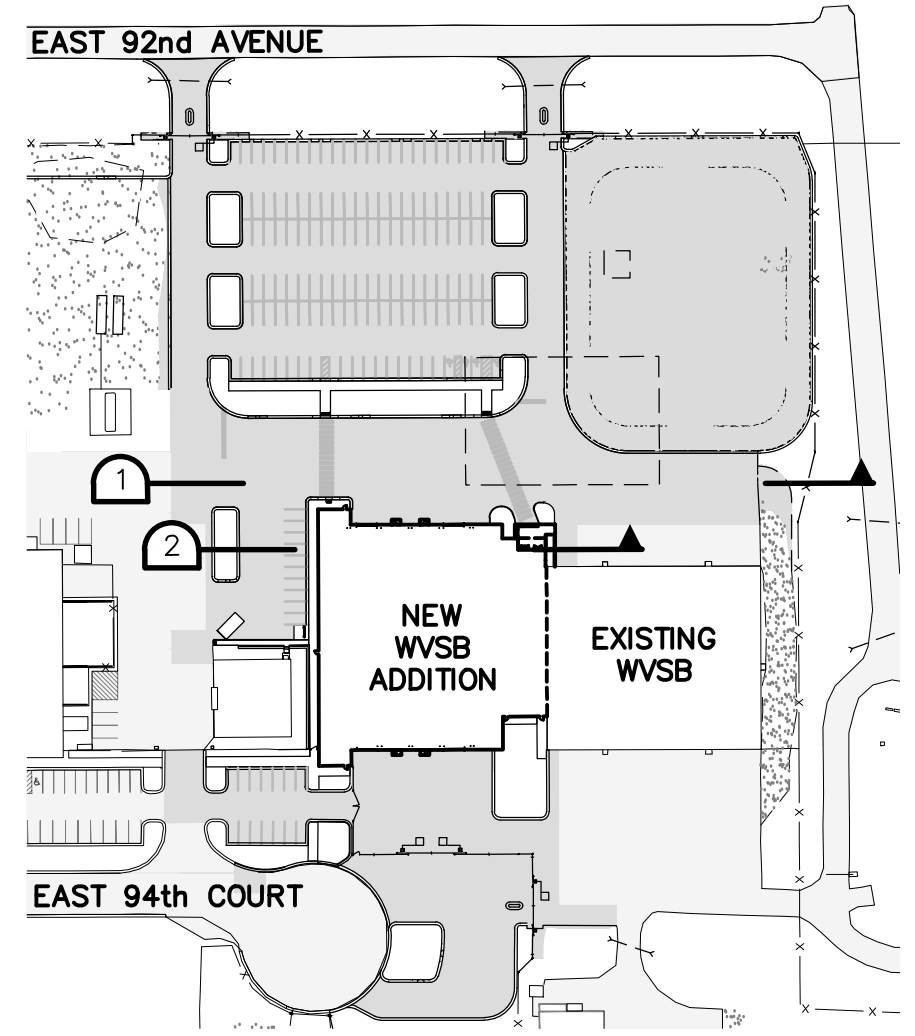 EAST 92nd AVENUE
1
2
NEW
WVSB
ADDITION
EXISTING
WVSB
EAST 94th COURT